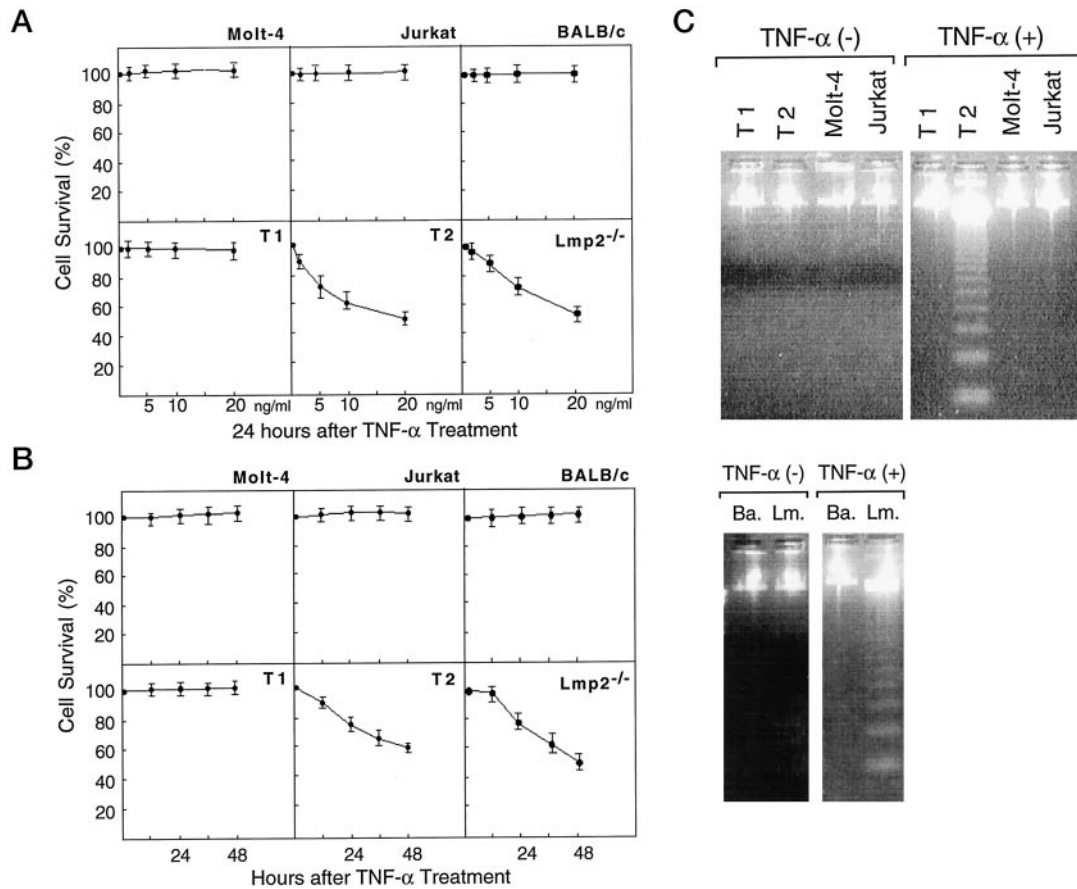 A
Molt-4 Jurkat BALB/c
100
80
60
40
20
T1 T2 Lmp2-/-
100
80
60
40
20
Cell Survival (%)
5 10 20 ng/ml 5 10 20 ng/ml 5 10 20 ng/ml
24 hours after TNF-α Treatment
B
Molt-4 Jurkat BALB/c
100
80
60
40
20
T1 T2 Lmp2-/-
100
80
60
40
20
Cell Survival (%)
24 48 24 48 24 48
Hours after TNF-α Treatment
C
TNF-α (-) TNF-α (+)
T1 T2 Molt-4 Jurkat T1 T2 Molt-4 Jurkat
TNF-α (-) TNF-α (+)
Ba. Lm. Ba. Lm.